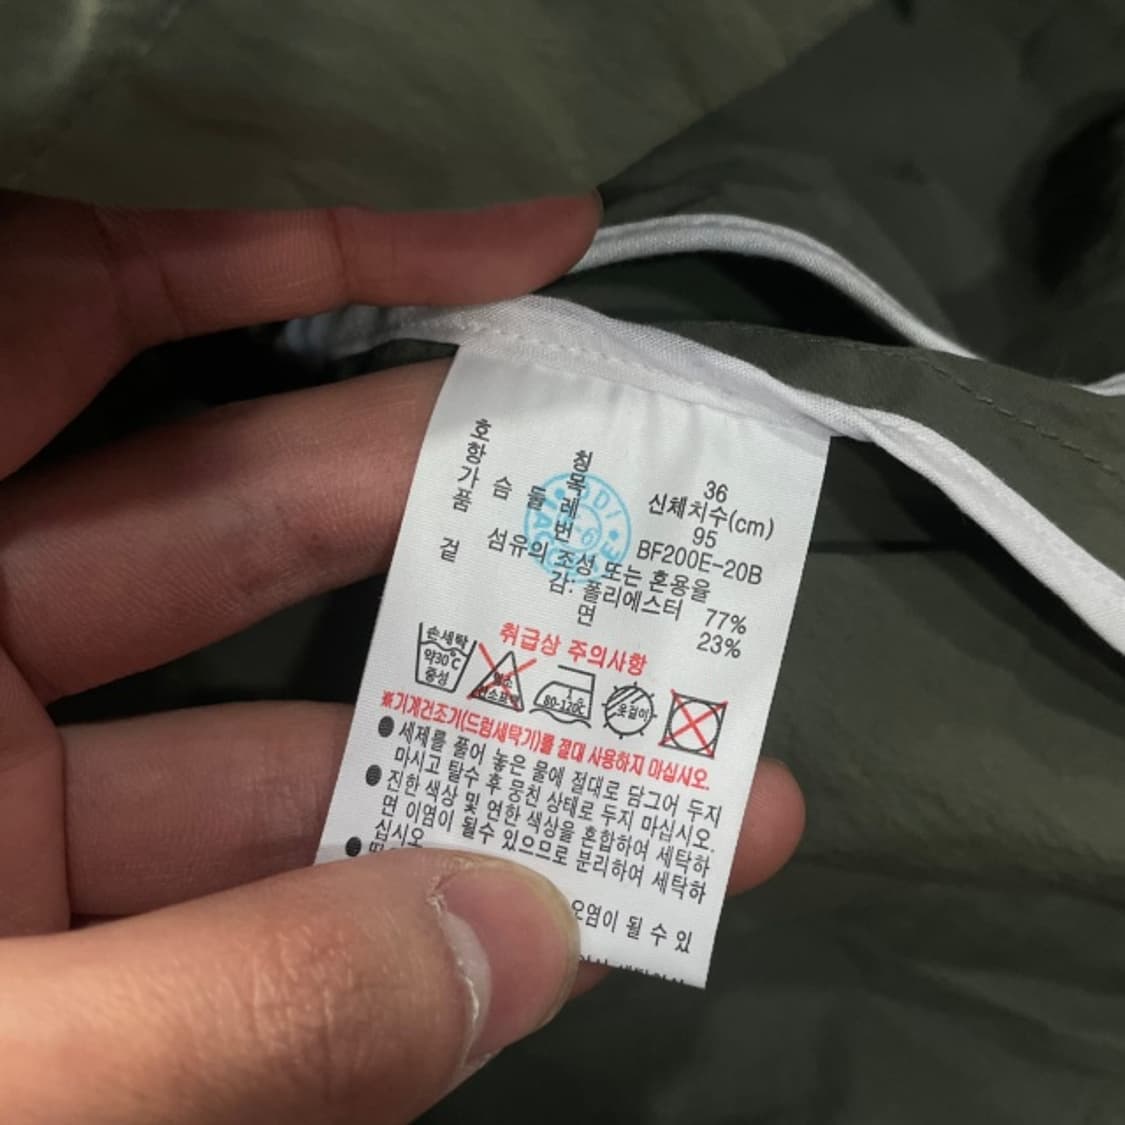 호 칭 36
항 목 신체치수(cm)
가 슴 둘 레 95
품 번 BF200E-20B
섬유의 조성 또는 혼용율
겉 감: 폴리에스터 77%
면 23%
취급상 주의사항
손세탁
약30℃
중성
염소
80-120℃
옷걸이
※기계건조기(드럼세탁기)를 절대 사용하지 마십시오.
● 세제를 풀어 놓은 물에 절대로 담그어 두지
마시고 탈수 후 뭉친 상태로 두지 마십시오.
● 진한 색상 및 연한 색상을 혼합하여 세탁하
면 이염이 될수 있으므로 분리하여 세탁하
십시오
오염이 될 수 있